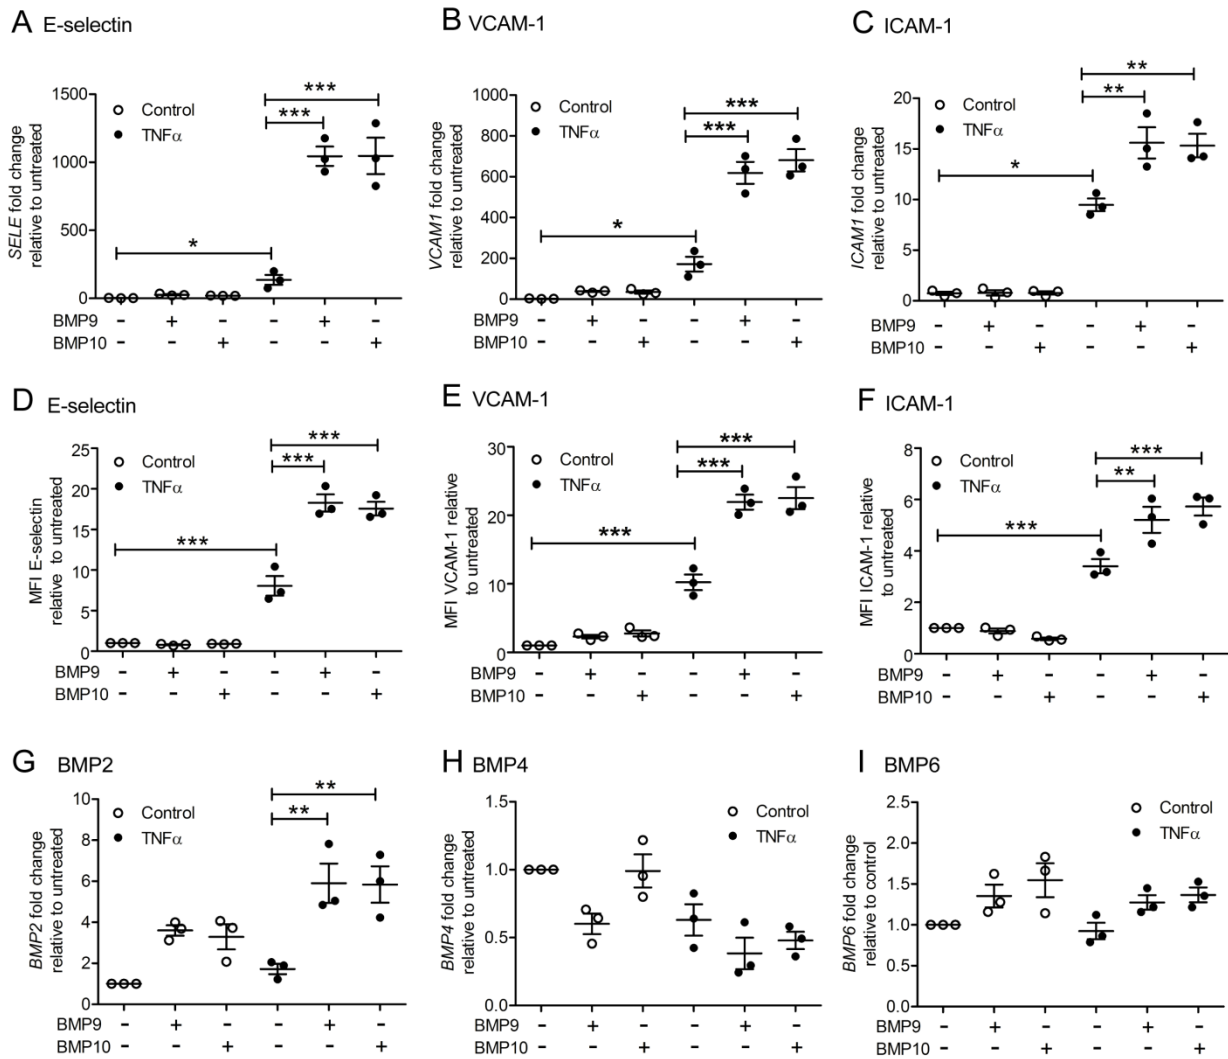 A E-selectin
SELE fold change
relative to untreated
1500
1000
500
0
Control
TNFα
*
***
***
BMP9 - + - - + -
BMP10 - - + - - +
B VCAM-1
VCAM1 fold change
relative to untreated
1000
800
600
400
200
0
Control
TNFα
*
***
***
- + - - + -
- - + - - +
C ICAM-1
ICAM1 fold change
relative to untreated
20
15
10
5
0
Control
TNFα
*
**
**
BMP9 - + - - + -
BMP10 - - + - - +
D E-selectin
MFI E-selectin
relative to untreated
25
20
15
10
5
0
Control
TNFα
***
***
***
BMP9 - + - - + -
BMP10 - - + - - +
E VCAM-1
MFI VCAM-1 relative
to untreated
30
20
10
0
Control
TNFα
***
***
***
- + - - + -
- - + - - +
F ICAM-1
MFI ICAM-1 relative
to untreated
8
6
4
2
0
Control
TNFα
***
**
***
BMP9 - + - - + -
BMP10 - - + - - +
G BMP2
BMP2 fold change
relative to untreated
10
8
6
4
2
0
Control
TNFα
**
**
BMP9 - + - - + -
BMP10 - - + - - +
H BMP4
BMP4 fold change
relative to untreated
1.5
1.0
0.5
0.0
Control
TNFα
- + - - + -
- - + - - +
I BMP6
BMP6 fold change
relative to control
2.5
2.0
1.5
1.0
0.5
0.0
Control
TNFα
BMP9 - + - - + -
BMP10 - - + - - +